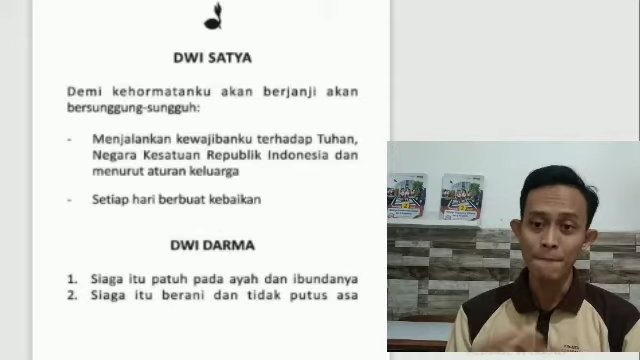 DWI SATYA
Demi kehormatanku akan berjanji akan
bersunggung-sungguh:
- Menjalankan kewajibanku terhadap Tuhan,
Negara Kesatuan Republik Indonesia dan
menurut aturan keluarga
- Setiap hari berbuat kebaikan
DWI DARMA
1. Siaga itu patuh pada ayah dan ibundanya
2. Siaga itu berani dan tidak putus asa